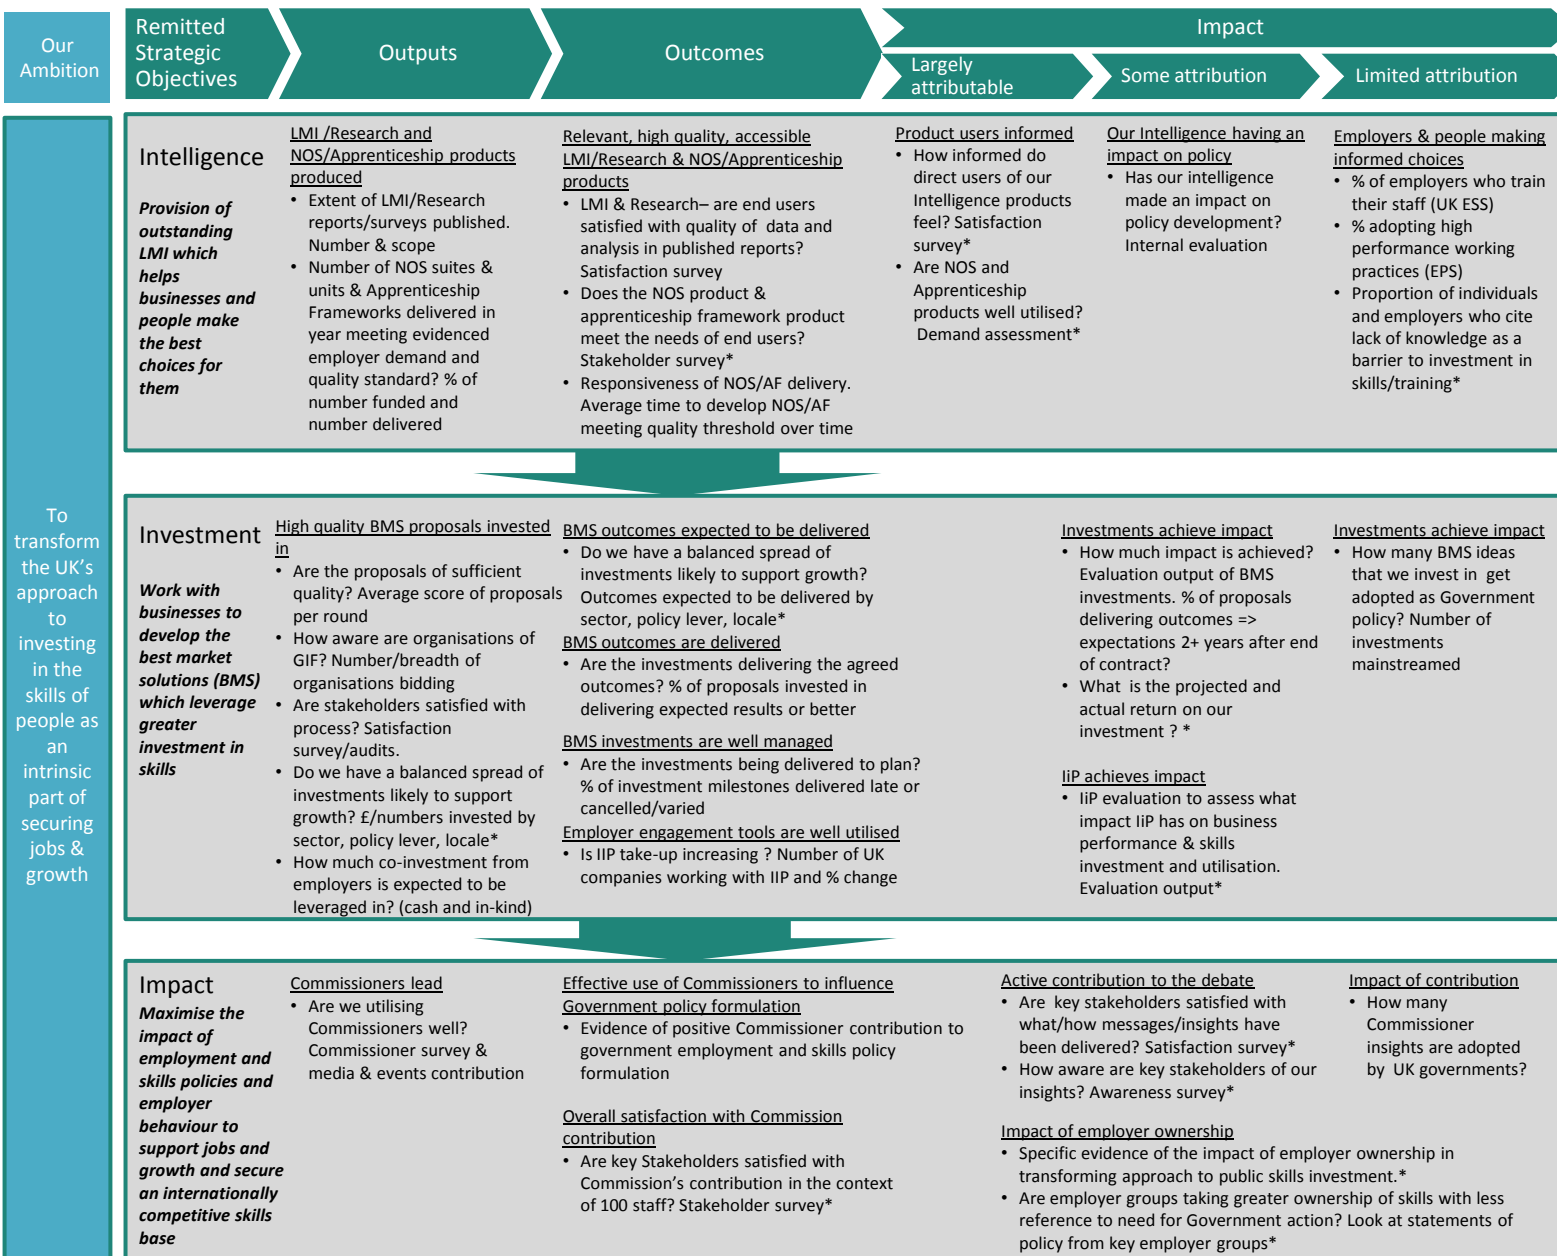 Our
Ambition
Remitted
Strategic
Objectives
Outputs
Outcomes
Impact
Largely
attributable
Some attribution
Limited attribution
To
transform
the UK's
approach
to
investing
in the
skills of
people as
an
intrinsic
part of
securing
jobs &
growth
Intelligence
Provision of
outstanding
LMI which
helps
businesses and
people make
the best
choices for
them
LMI /Research and
NOS/Apprenticeship products
produced
• Extent of LMI/Research
reports/surveys published.
Number & scope
• Number of NOS suites &
units & Apprenticeship
Frameworks delivered in
year meeting evidenced
employer demand and
quality standard? % of
number funded and
number delivered
Relevant, high quality, accessible
LMI/Research & NOS/Apprenticeship
products
• LMI & Research– are end users
satisfied with quality of data and
analysis in published reports?
Satisfaction survey
• Does the NOS product &
apprenticeship framework product
meet the needs of end users?
Stakeholder survey*
• Responsiveness of NOS/AF delivery.
Average time to develop NOS/AF
meeting quality threshold over time
Product users informed
• How informed do
direct users of our
Intelligence products
feel? Satisfaction
survey*
• Are NOS and
Apprenticeship
products well utilised?
Demand assessment*
Our Intelligence having an
impact on policy
• Has our intelligence
made an impact on
policy development?
Internal evaluation
Employers & people making
informed choices
• % of employers who train
their staff (UK ESS)
• % adopting high
performance working
practices (EPS)
• Proportion of individuals
and employers who cite
lack of knowledge as a
barrier to investment in
skills/training*
Investment
Work with
businesses to
develop the
best market
solutions (BMS)
which leverage
greater
investment in
skills
High quality BMS proposals invested
in
• Are the proposals of sufficient
quality? Average score of proposals
per round
• How aware are organisations of
GIF? Number/breadth of
organisations bidding
• Are stakeholders satisfied with
process? Satisfaction
survey/audits.
• Do we have a balanced spread of
investments likely to support
growth? £/numbers invested by
sector, policy lever, locale*
• How much co-investment from
employers is expected to be
leveraged in? (cash and in-kind)
BMS outcomes expected to be delivered
• Do we have a balanced spread of
investments likely to support growth?
Outcomes expected to be delivered by
sector, policy lever, locale*
BMS outcomes are delivered
• Are the investments delivering the agreed
outcomes? % of proposals invested in
delivering expected results or better
BMS investments are well managed
• Are the investments being delivered to plan?
% of investment milestones delivered late or
cancelled/varied
Employer engagement tools are well utilised
• Is IIP take-up increasing ? Number of UK
companies working with IIP and % change
Investments achieve impact
• How much impact is achieved?
Evaluation output of BMS
investments. % of proposals
delivering outcomes =>
expectations 2+ years after end
of contract?
• What is the projected and
actual return on our
investment ? *
IiP achieves impact
• IiP evaluation to assess what
impact IiP has on business
performance & skills
investment and utilisation.
Evaluation output*
Investments achieve impact
• How many BMS ideas
that we invest in get
adopted as Government
policy? Number of
investments
mainstreamed
Impact
Maximise the
impact of
employment and
skills policies and
employer
behaviour to
support jobs and
growth and secure
an internationally
competitive skills
base
Commissioners lead
• Are we utilising
Commissioners well?
Commissioner survey &
media & events contribution
Effective use of Commissioners to influence
Government policy formulation
• Evidence of positive Commissioner contribution to
government employment and skills policy
formulation
Overall satisfaction with Commission
contribution
• Are key Stakeholders satisfied with
Commission's contribution in the context
of 100 staff? Stakeholder survey*
Active contribution to the debate
• Are key stakeholders satisfied with
what/how messages/insights have
been delivered? Satisfaction survey*
• How aware are key stakeholders of our
insights? Awareness survey*
Impact of contribution
• How many
Commissioner
insights are adopted
by UK governments?
Impact of employer ownership
• Specific evidence of the impact of employer ownership in
transforming approach to public skills investment.*
• Are employer groups taking greater ownership of skills with less
reference to need for Government action? Look at statements of
policy from key employer groups*